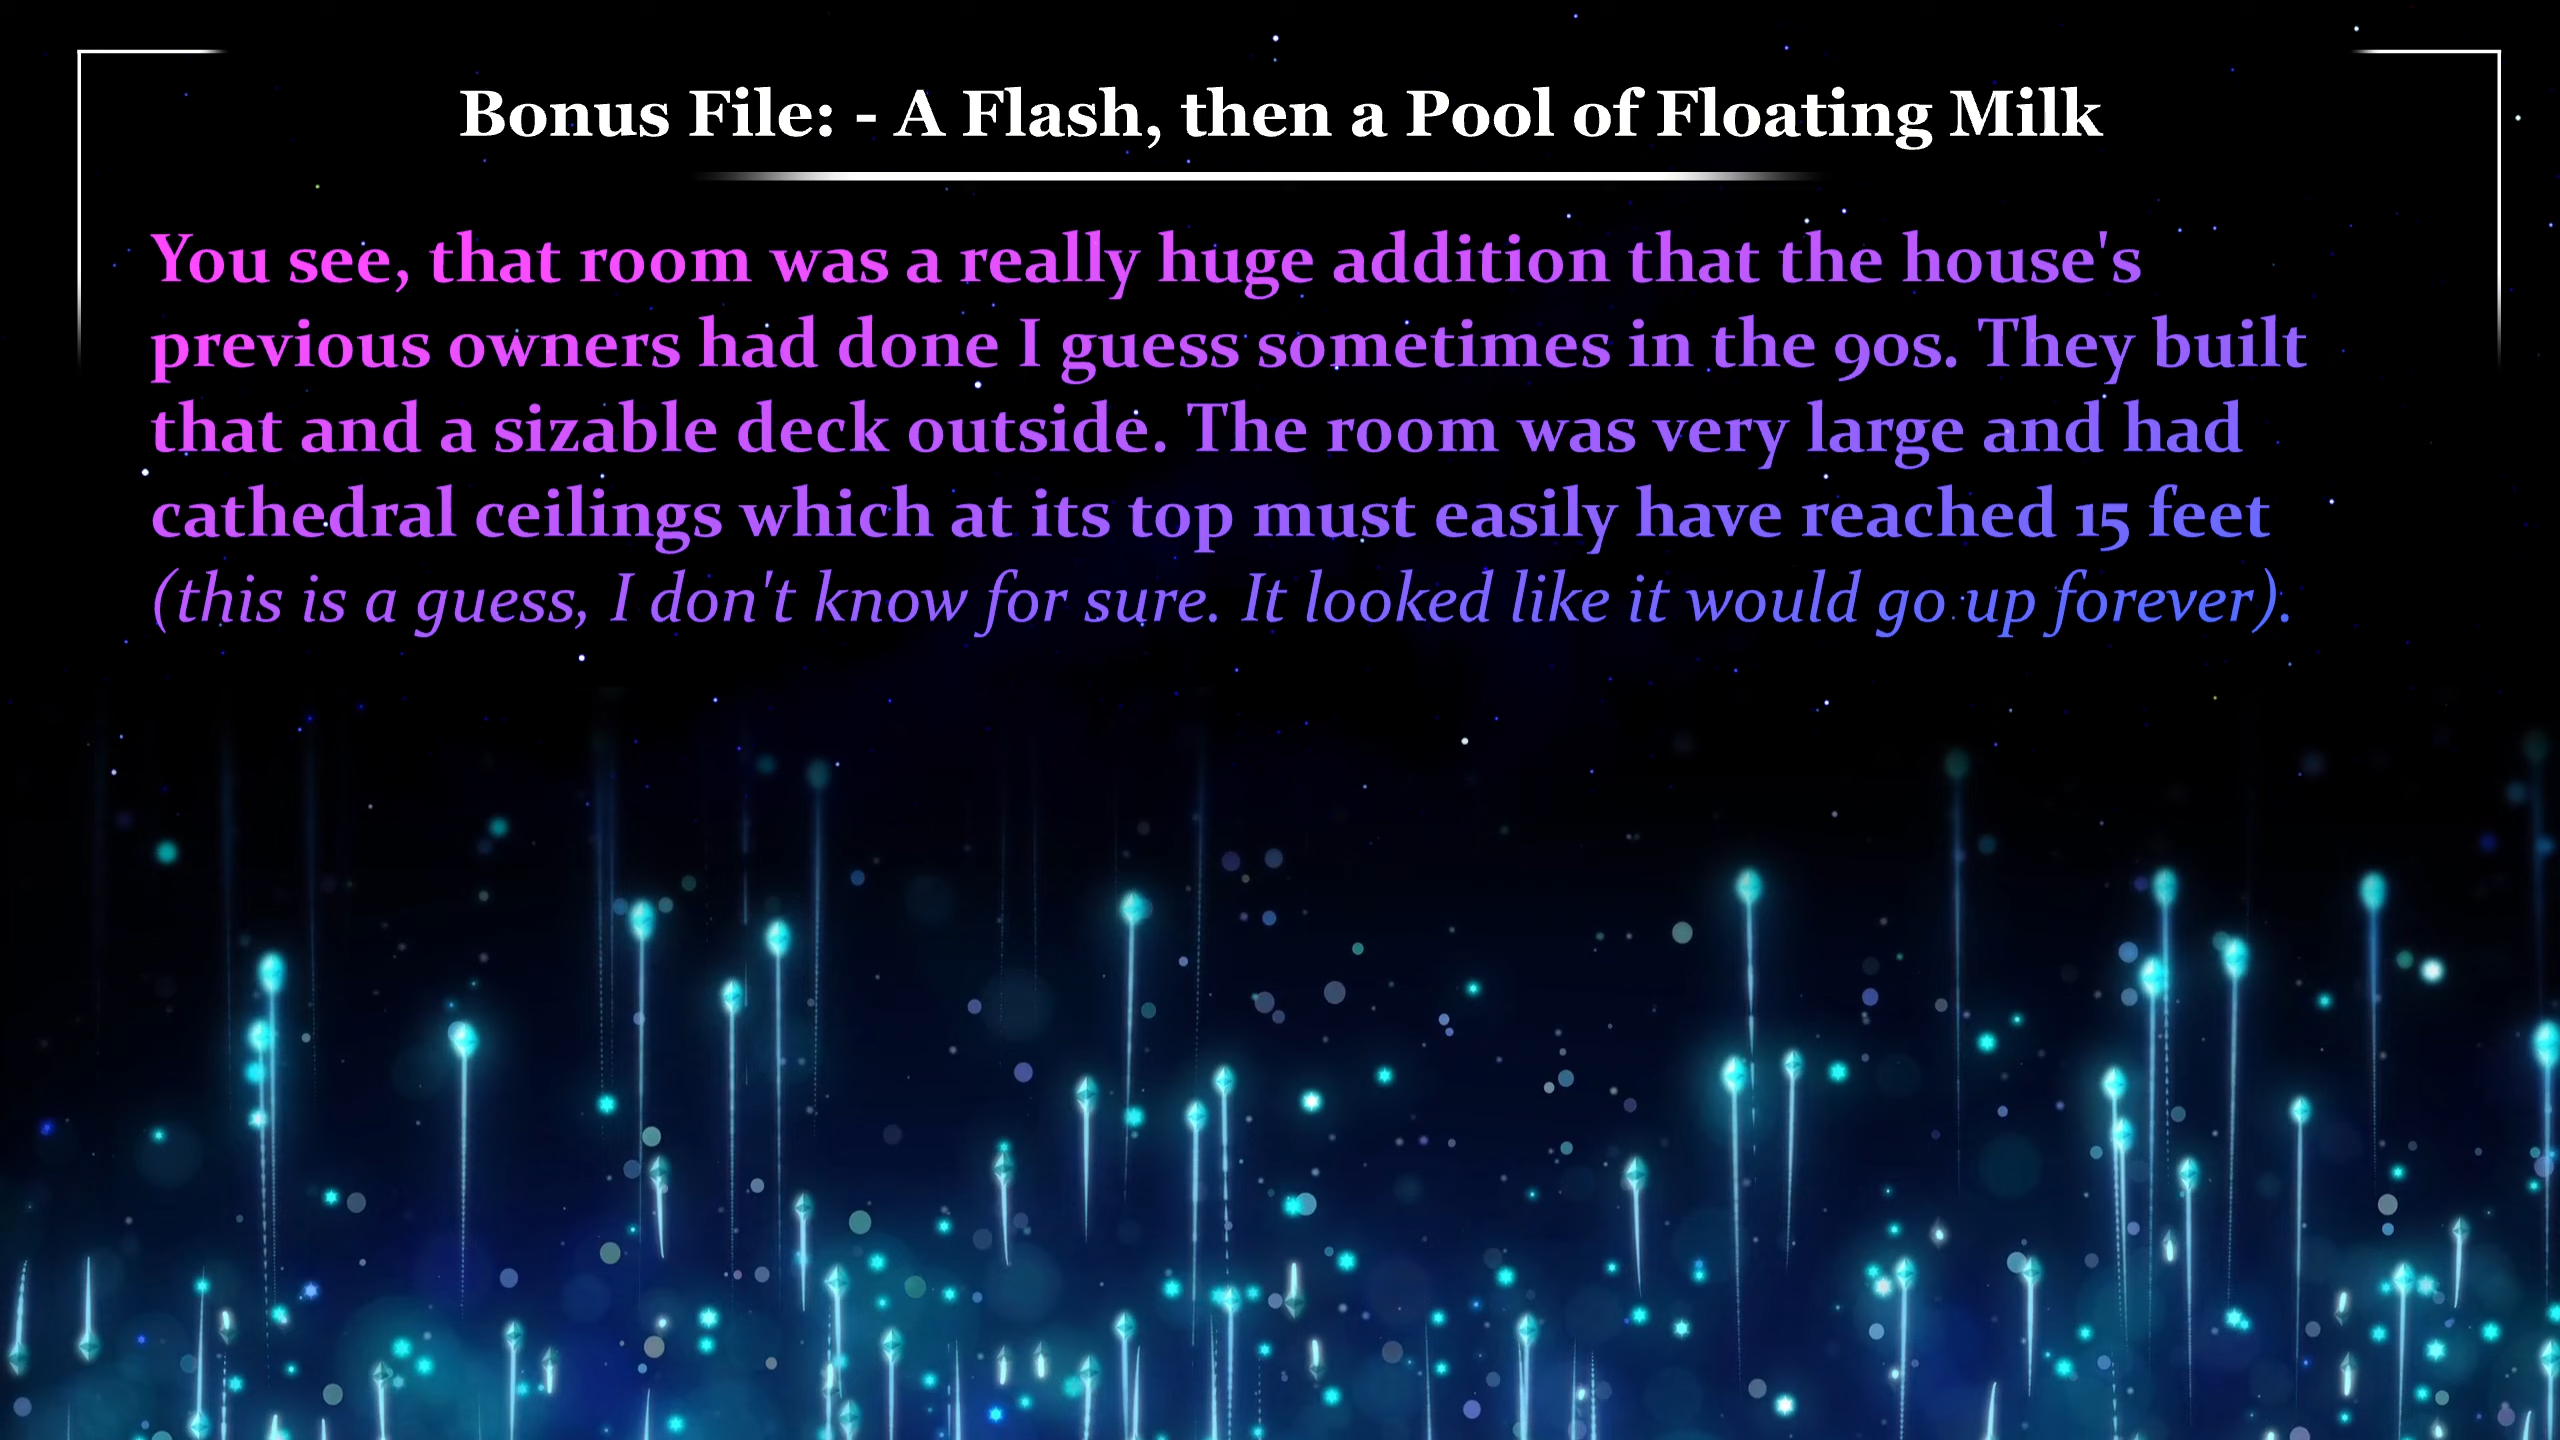 Bonus File: - A Flash, then a Pool of Floating Milk
You see, that room was a really huge addition that the house's
previous owners had done I guess sometimes in the 90s. They built
that and a sizable deck outside. The room was very large and had
cathedral ceilings which at its top must easily have reached 15 feet
(this is a guess, I don't know for sure. It looked like it would go up forever).